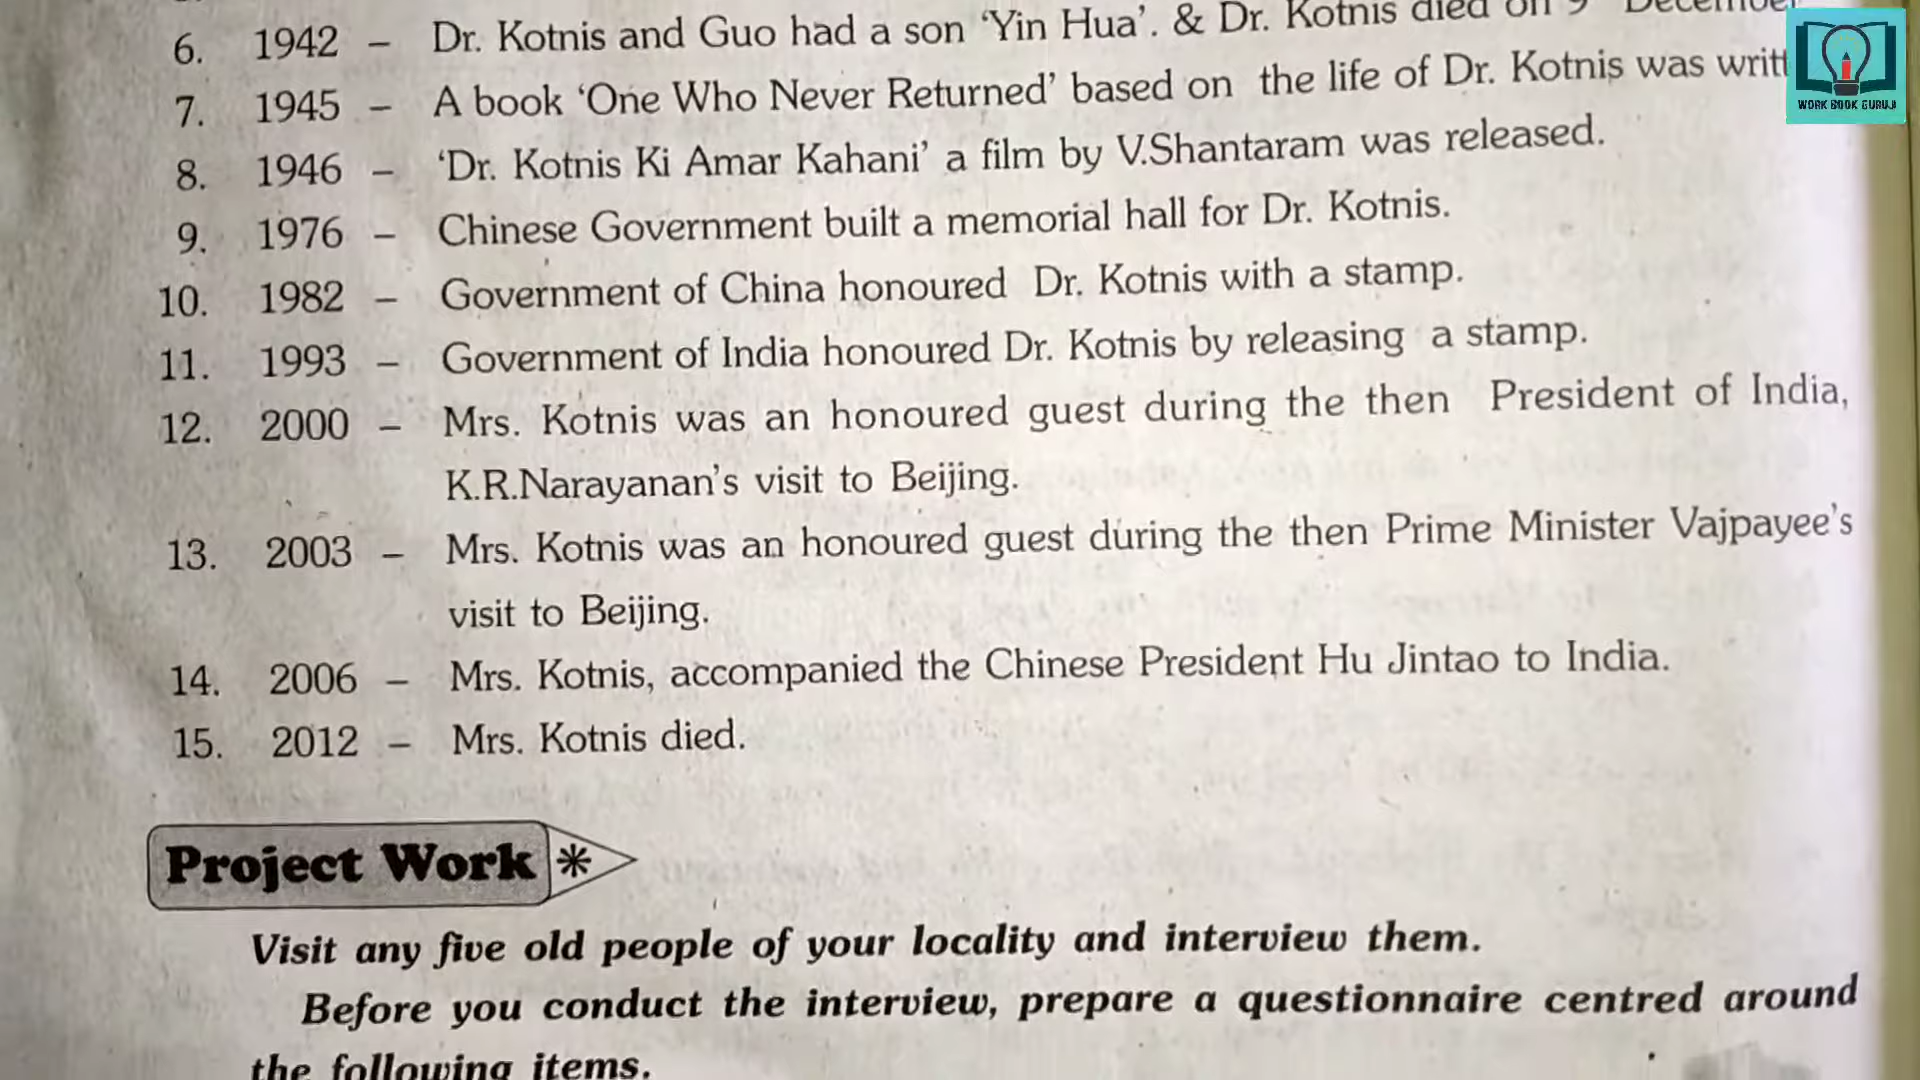 6. 1942 – Dr. Kotnis and Guo had a son ‘Yin Hua’. & Dr. Kotnis died on 9 December
7. 1945 – A book ‘One Who Never Returned’ based on the life of Dr. Kotnis was writt
8. 1946 – ‘Dr. Kotnis Ki Amar Kahani’ a film by V.Shantaram was released.
9. 1976 – Chinese Government built a memorial hall for Dr. Kotnis.
10. 1982 – Government of China honoured Dr. Kotnis with a stamp.
11. 1993 – Government of India honoured Dr. Kotnis by releasing a stamp.
12. 2000 – Mrs. Kotnis was an honoured guest during the then President of India,
K.R.Narayanan’s visit to Beijing.
13. 2003 – Mrs. Kotnis was an honoured guest during the then Prime Minister Vajpayee’s
visit to Beijing.
14. 2006 – Mrs. Kotnis, accompanied the Chinese President Hu Jintao to India.
15. 2012 – Mrs. Kotnis died.
Project Work *
Visit any five old people of your locality and interview them.
Before you conduct the interview, prepare a questionnaire centred around
the following items.
WORK BOOK GURUJI